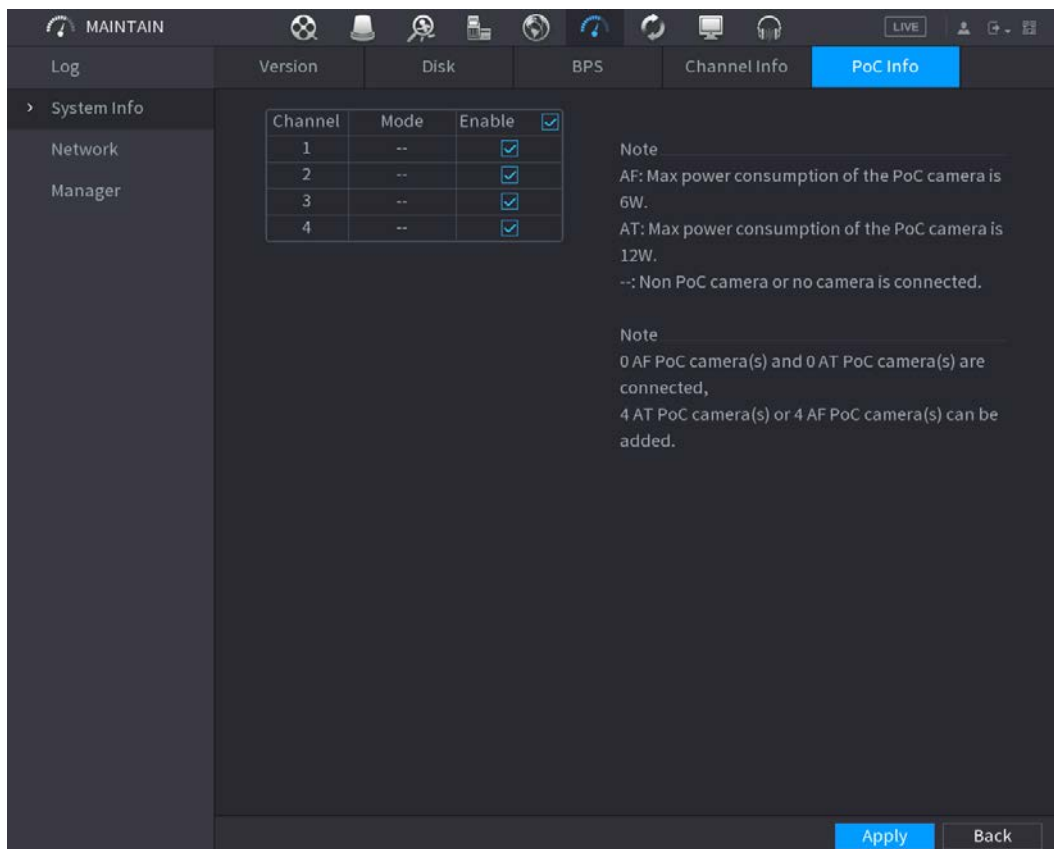 MAINTAIN
LIVE
Log
System Info
Network
Manager
Version Disk BPS Channel Info PoC Info
Channel Mode Enable
1 --
2 --
3 --
4 --
Note
AF: Max power consumption of the PoC camera is
6W.
AT: Max power consumption of the PoC camera is
12W.
--: Non PoC camera or no camera is connected.
Note
0 AF PoC camera(s) and 0 AT PoC camera(s) are
connected,
4 AT PoC camera(s) or 4 AF PoC camera(s) can be
added.
Apply Back